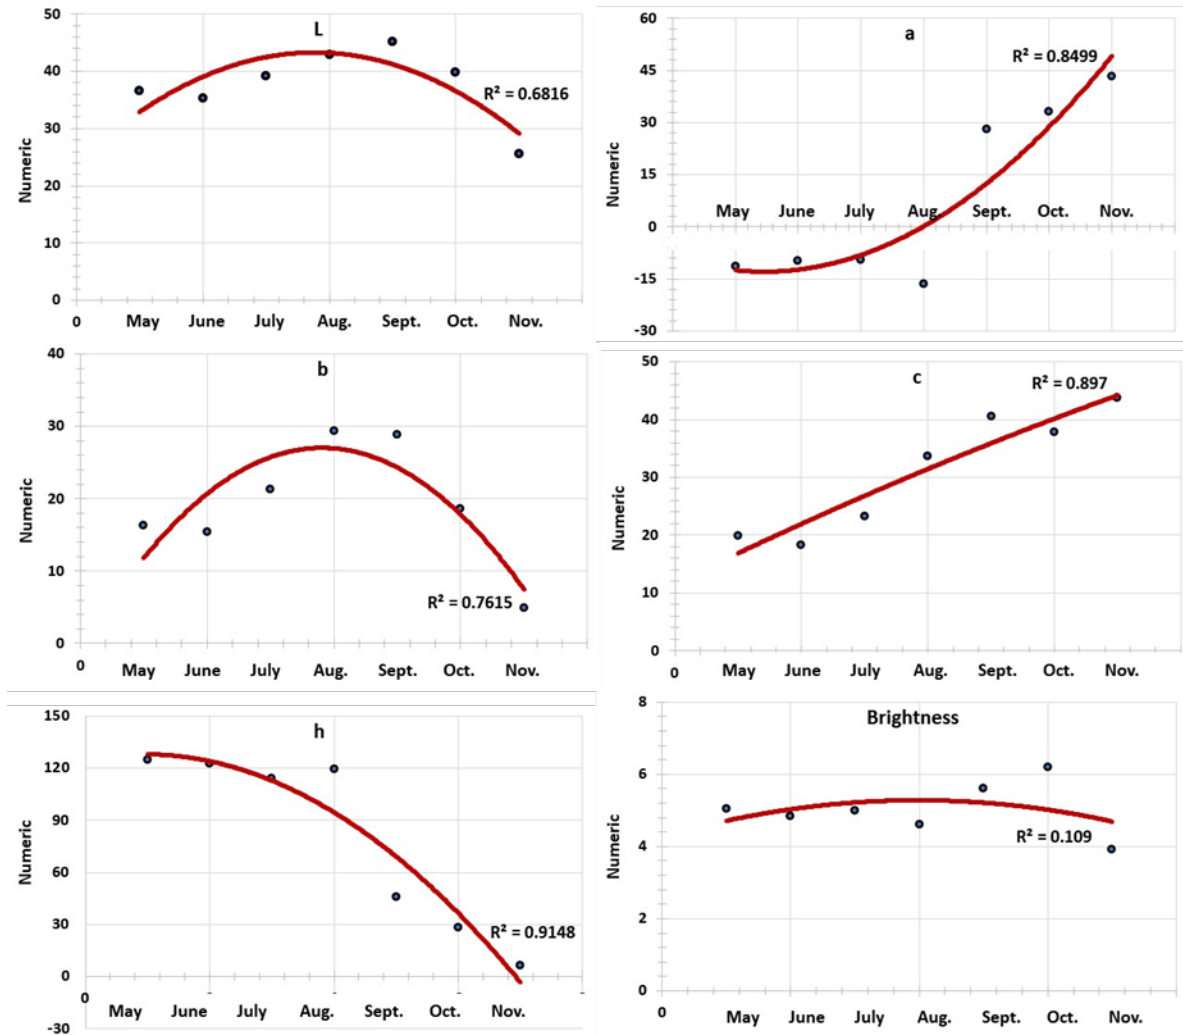 L
50
40
30
20
10
0
Numeric
R² = 0.6816
0 May June July Aug. Sept. Oct. Nov.
a
60
45
30
15
0
-15
-30
Numeric
R² = 0.8499
May June July Aug. Sept. Oct. Nov.
b
40
30
20
10
0
Numeric
R² = 0.7615
0 May June July Aug. Sept. Oct. Nov.
c
50
40
30
20
10
0
Numeric
R² = 0.897
0 May June July Aug. Sept. Oct. Nov.
h
150
120
90
60
30
0
-30
Numeric
R² = 0.9148
0 May June July Aug. Sept. Oct. Nov.
Brightness
8
6
4
2
0
Numeric
R² = 0.109
0 May June July Aug. Sept. Oct. Nov.